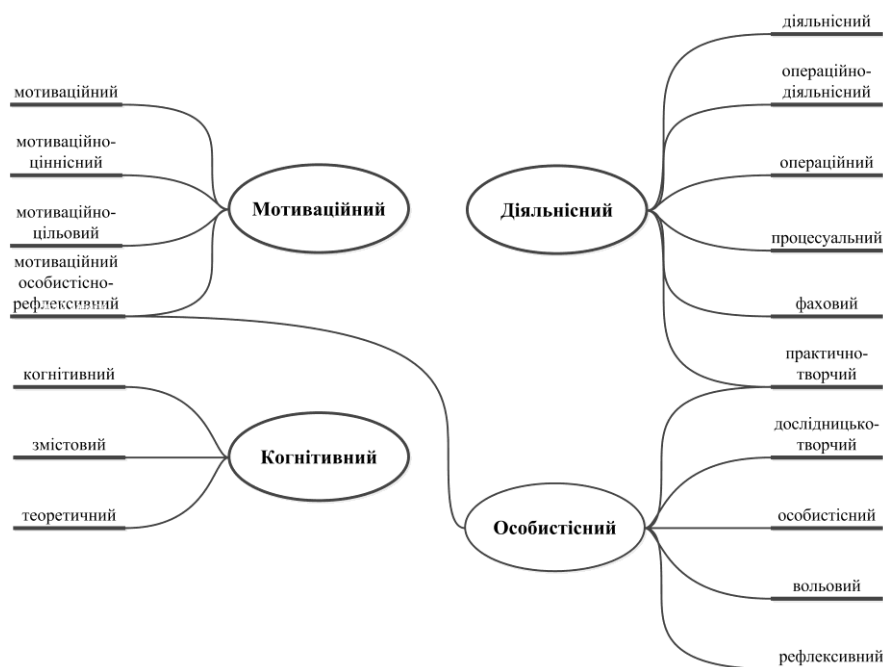 мотиваційний
мотиваційно-
ціннісний
мотиваційно-
цільовий
мотиваційний
особистісно-
рефлексивний
Мотиваційний
когнітивний
змістовий
теоретичний
Когнітивний
Діяльнісний
діяльнісний
операційно-
діяльнісний
операційний
процесуальний
фаховий
практично-
творчий
Особистісний
дослідницько-
творчий
особистісний
вольовий
рефлексивний